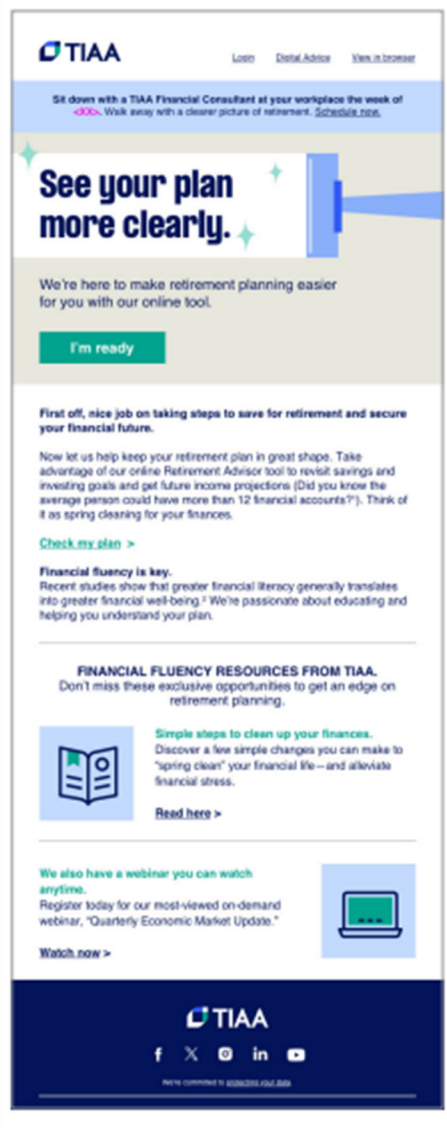 TIAA
Login Digital Advice View in browser
Sit down with a TIAA Financial Consultant at your workplace the week of
<XX>. Walk away with a clearer picture of retirement. Schedule now.
See your plan
more clearly.
We're here to make retirement planning easier
for you with our online tool.
I'm ready
First off, nice job on taking steps to save for retirement and secure
your financial future.
Now let us help keep your retirement plan in great shape. Take
advantage of our online Retirement Advisor tool to revisit savings and
investing goals and get future income projections (Did you know the
average person could have more than 12 financial accounts?¹). Think of
it as spring cleaning for your finances.
Check my plan >
Financial fluency is key.
Recent studies show that greater financial literacy generally translates
into greater financial well-being.² We're passionate about educating and
helping you understand your plan.
FINANCIAL FLUENCY RESOURCES FROM TIAA.
Don't miss these exclusive opportunities to get an edge on
retirement planning.
Simple steps to clean up your finances.
Discover a few simple changes you can make to
"spring clean" your financial life—and alleviate
financial stress.
Read here >
We also have a webinar you can watch
anytime.
Register today for our most-viewed on-demand
webinar, "Quarterly Economic Market Update."
Watch now >
TIAA
We're committed to protecting your data.